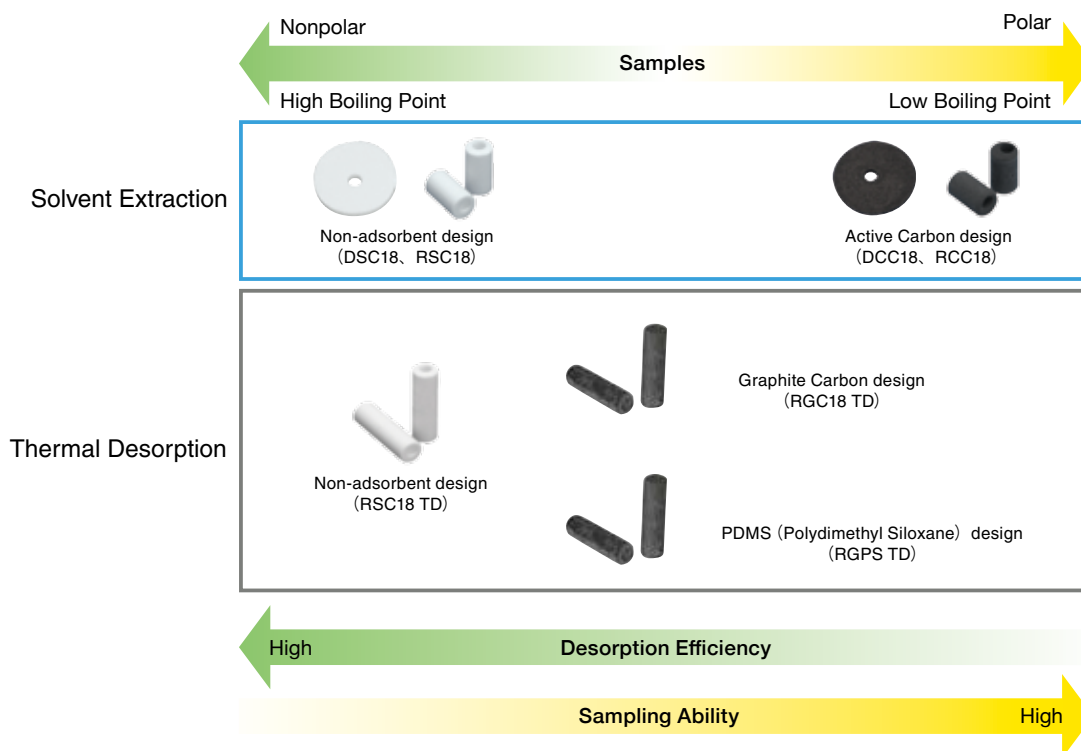 Nonpolar
Polar
Samples
High Boiling Point
Low Boiling Point
Solvent Extraction
Non-adsorbent design
（DSC18、RSC18）
Active Carbon design
（DCC18、RCC18）
Thermal Desorption
Graphite Carbon design
（RGC18 TD）
Non-adsorbent design
（RSC18 TD）
PDMS（Polydimethyl Siloxane）design
（RGPS TD）
High
Desorption Efficiency
Sampling Ability
High